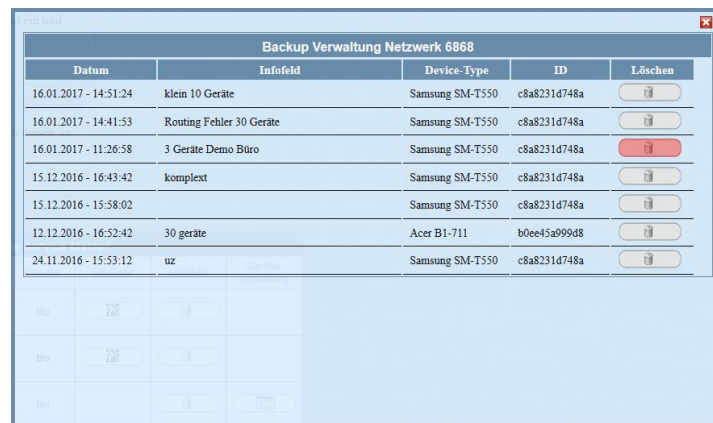 Backup Verwaltung Netzwerk 6868
Datum Infofeld Device-Type ID Löschen
16.01.2017 - 14:51:24 klein 10 Geräte Samsung SM-T550 c8a8231d748a
16.01.2017 - 14:41:53 Routing Fehler 30 Geräte Samsung SM-T550 c8a8231d748a
16.01.2017 - 11:26:58 3 Geräte Demo Büro Samsung SM-T550 c8a8231d748a
15.12.2016 - 16:43:42 komplext Samsung SM-T550 c8a8231d748a
15.12.2016 - 15:58:02 Samsung SM-T550 c8a8231d748a
12.12.2016 - 16:52:42 30 geräte Acer B1-711 b0ee45a999d8
24.11.2016 - 15:53:12 uz Samsung SM-T550 c8a8231d748a